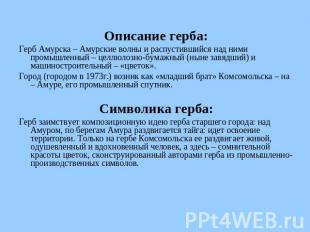 Описание герба:
Герб Амурска – Амурские волны и распустившийся над ними
промышленный – целлюлозно-бумажный (ныне завядший) и
машиностроительный – «цветок».
Город (городом в 1973г.) возник как «младший брат» Комсомольска – на
– Амуре, его промышленный спутник.
Символика герба:
Герб заимствует композиционную идею герба старшего города: над
Амуром, по берегам Амура раздвигается тайга: идет освоение
территории. Только на гербе Комсомольска ее раздвигает живой,
одушевленный и вдохновенный человек, а здесь – сомнительной
красоты цветок, сконструированный авторами герба из промышленно-
производственных символов.
PPt4WEB.ru